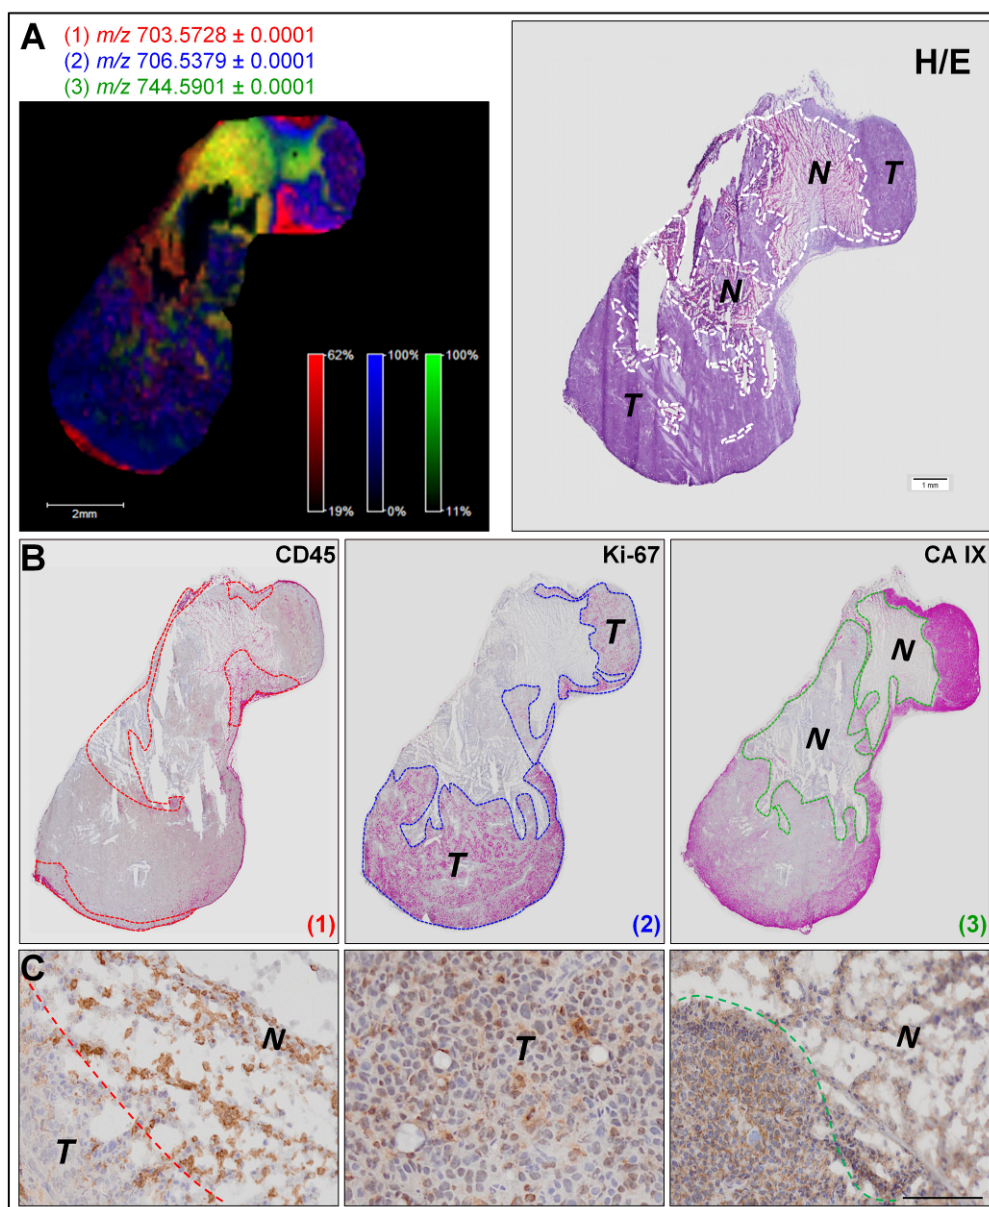 A
(1) m/z 703.5728 ± 0.0001
(2) m/z 706.5379 ± 0.0001
(3) m/z 744.5901 ± 0.0001
62%
100%
100%
19%
0%
11%
2mm
H/E
N
T
N
T
1 mm
B
CD45
(1)
Ki-67
T
T
(2)
CA IX
N
N
(3)
C
N
T
T
N